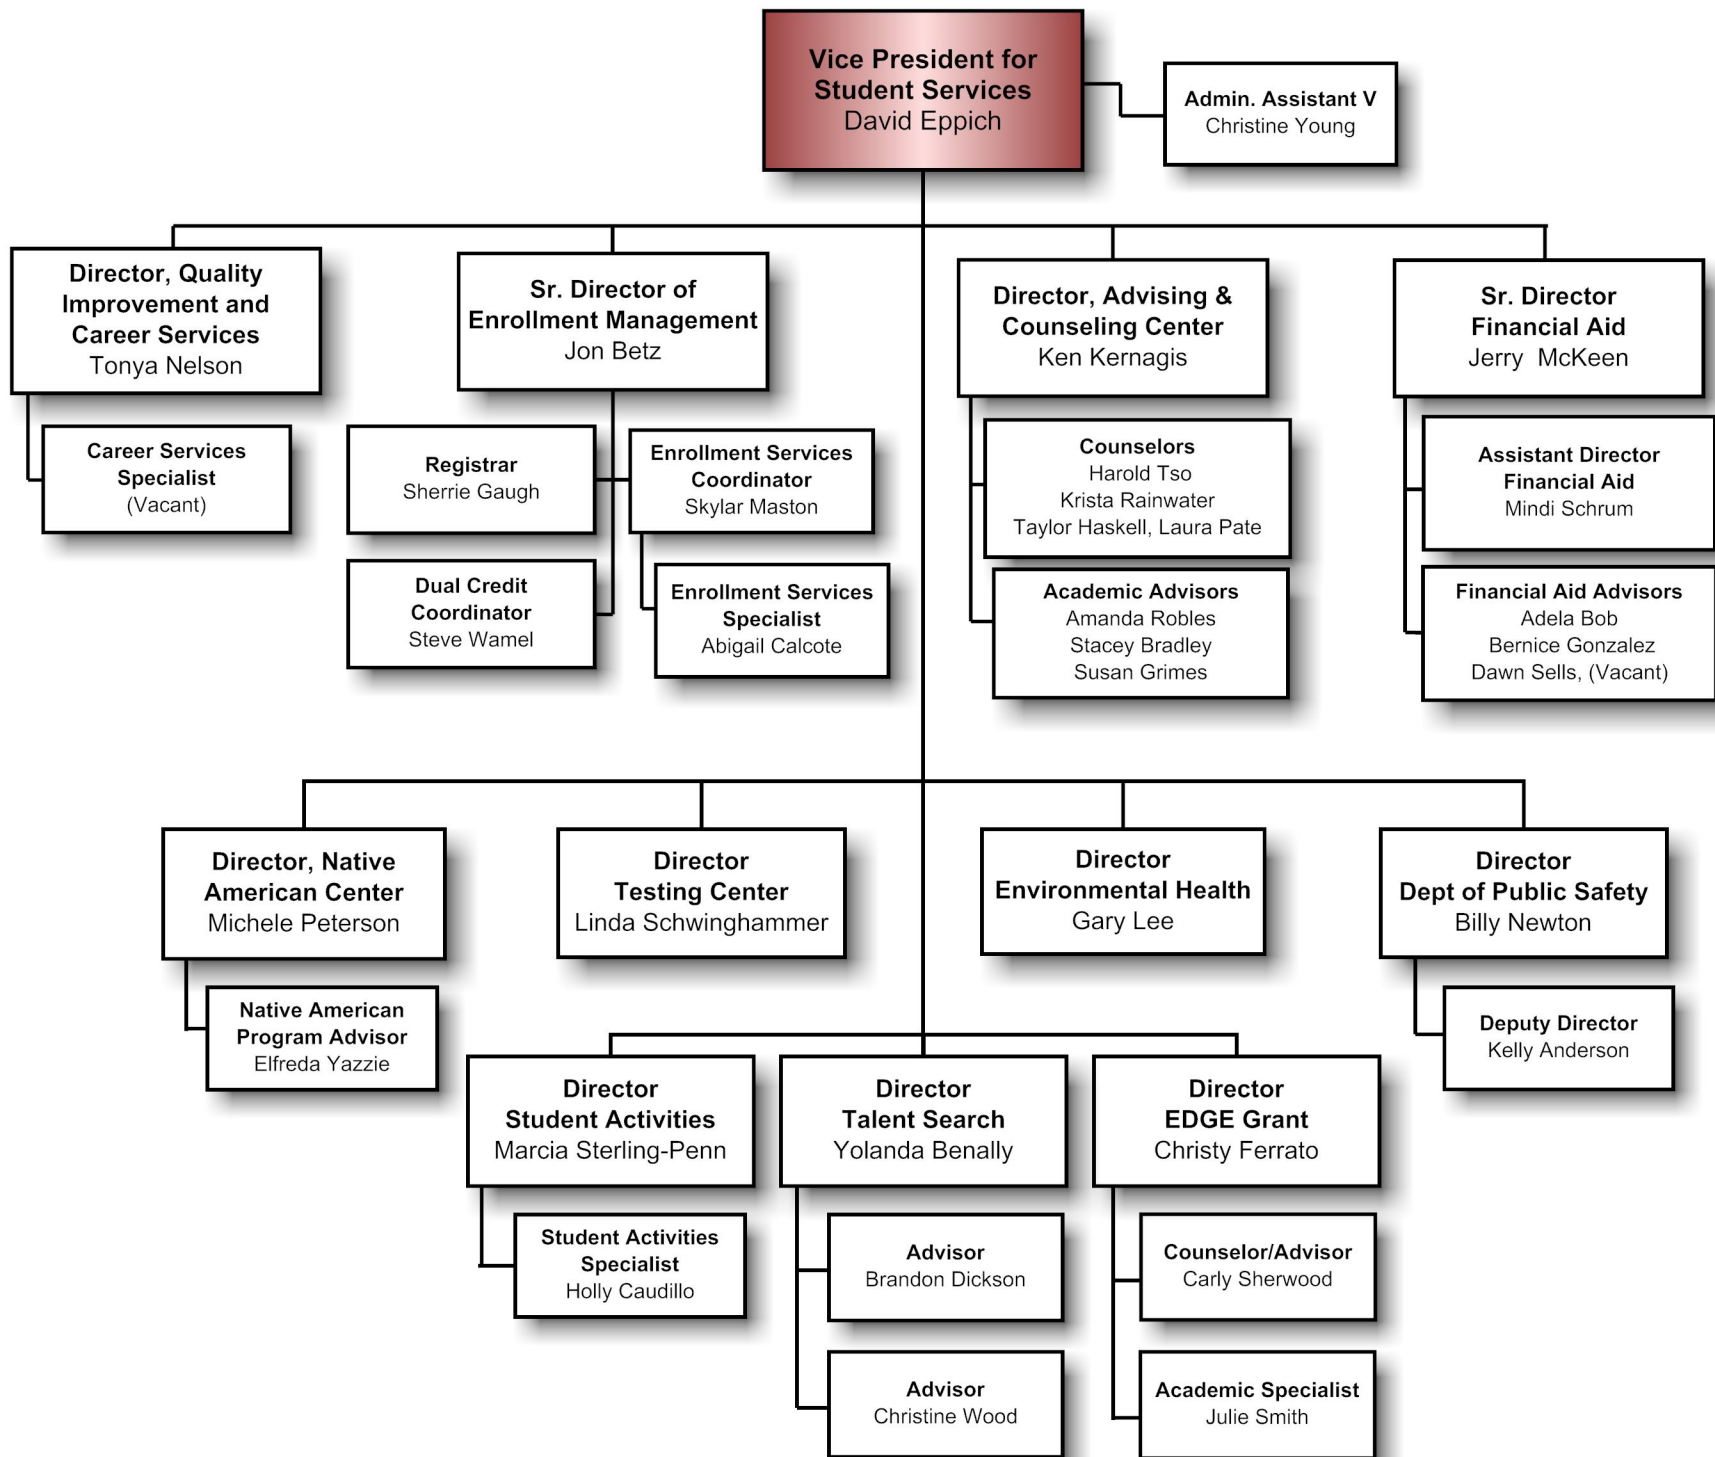 Vice President for
Student Services
David Eppich
Admin. Assistant V
Christine Young
Director, Quality
Improvement and
Career Services
Tonya Nelson
Sr. Director of
Enrollment Management
Jon Betz
Director, Advising &
Counseling Center
Ken Kernagis
Sr. Director
Financial Aid
Jerry McKeen
Career Services
Specialist
(Vacant)
Registrar
Sherrie Gaugh
Enrollment Services
Coordinator
Skylar Maston
Dual Credit
Coordinator
Steve Wamel
Enrollment Services
Specialist
Abigail Calcote
Counselors
Harold Tso
Krista Rainwater
Taylor Haskell, Laura Pate
Academic Advisors
Amanda Robles
Stacey Bradley
Susan Grimes
Assistant Director
Financial Aid
Mindi Schrum
Financial Aid Advisors
Adela Bob
Bernice Gonzalez
Dawn Sells, (Vacant)
Director, Native
American Center
Michele Peterson
Director
Testing Center
Linda Schwinghammer
Director
Environmental Health
Gary Lee
Director
Dept of Public Safety
Billy Newton
Native American
Program Advisor
Elfreda Yazzie
Deputy Director
Kelly Anderson
Director
Student Activities
Marcia Sterling-Penn
Director
Talent Search
Yolanda Benally
Director
EDGE Grant
Christy Ferrato
Student Activities
Specialist
Holly Caudillo
Advisor
Brandon Dickson
Counselor/Advisor
Carly Sherwood
Advisor
Christine Wood
Academic Specialist
Julie Smith